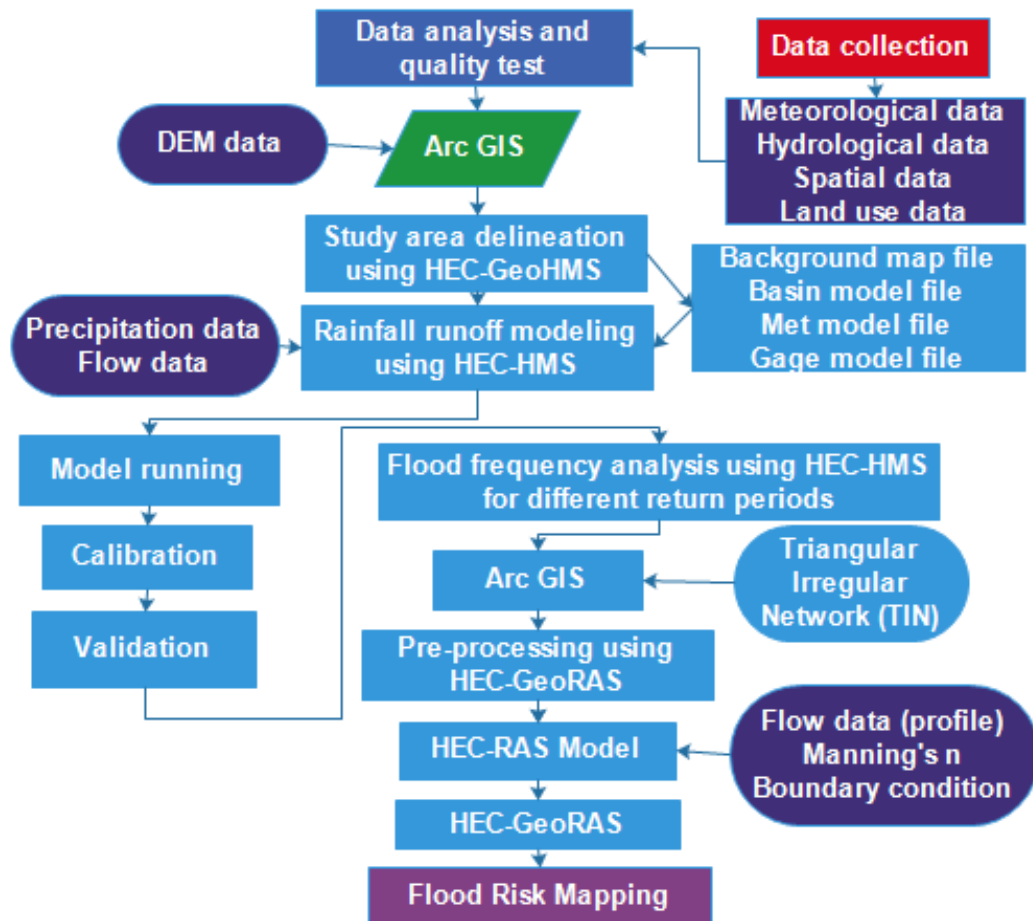 Data collection
Meteorological data
Hydrological data
Spatial data
Land use data
Data analysis and
quality test
DEM data
Arc GIS
Study area delineation
using HEC-GeoHMS
Background map file
Basin model file
Met model file
Gage model file
Precipitation data
Flow data
Rainfall runoff modeling
using HEC-HMS
Model running
Calibration
Validation
Flood frequency analysis using HEC-HMS
for different return periods
Arc GIS
Triangular
Irregular
Network (TIN)
Pre-processing using
HEC-GeoRAS
HEC-RAS Model
Flow data (profile)
Manning's n
Boundary condition
HEC-GeoRAS
Flood Risk Mapping